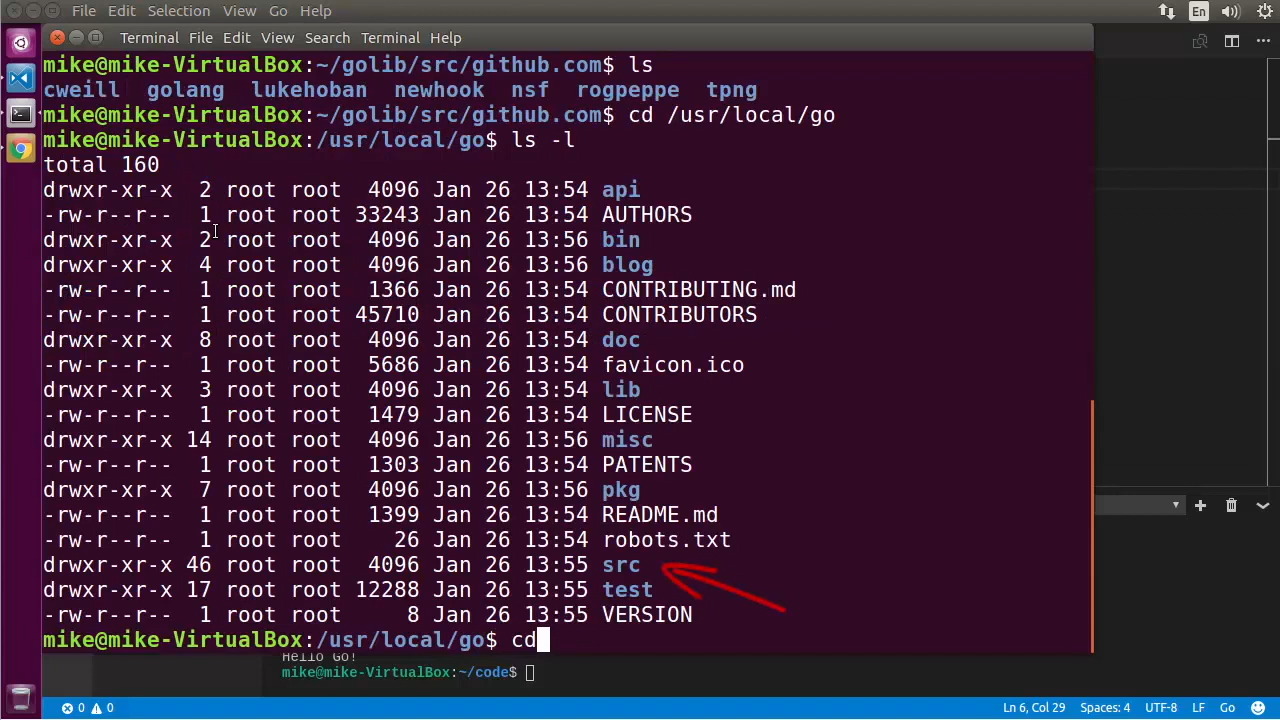 File Edit Selection View Go Help
En
Terminal File Edit View Search Terminal Help
mike@mike-VirtualBox:~/golib/src/github.com$ ls
cweill golang lukehoban newhook nsf rogpeppe tpng
mike@mike-VirtualBox:~/golib/src/github.com$ cd /usr/local/go
mike@mike-VirtualBox:/usr/local/go$ ls -l
total 160
drwxr-xr-x 2 root root 4096 Jan 26 13:54 api
-rw-r--r-- 1 root root 33243 Jan 26 13:54 AUTHORS
drwxr-xr-x 2 root root 4096 Jan 26 13:56 bin
drwxr-xr-x 4 root root 4096 Jan 26 13:56 blog
-rw-r--r-- 1 root root 1366 Jan 26 13:54 CONTRIBUTING.md
-rw-r--r-- 1 root root 45710 Jan 26 13:54 CONTRIBUTORS
drwxr-xr-x 8 root root 4096 Jan 26 13:54 doc
-rw-r--r-- 1 root root 5686 Jan 26 13:54 favicon.ico
drwxr-xr-x 3 root root 4096 Jan 26 13:54 lib
-rw-r--r-- 1 root root 1479 Jan 26 13:54 LICENSE
drwxr-xr-x 14 root root 4096 Jan 26 13:56 misc
-rw-r--r-- 1 root root 1303 Jan 26 13:54 PATENTS
drwxr-xr-x 7 root root 4096 Jan 26 13:56 pkg
-rw-r--r-- 1 root root 1399 Jan 26 13:54 README.md
-rw-r--r-- 1 root root 26 Jan 26 13:54 robots.txt
drwxr-xr-x 46 root root 4096 Jan 26 13:55 src
drwxr-xr-x 17 root root 12288 Jan 26 13:55 test
-rw-r--r-- 1 root root 8 Jan 26 13:55 VERSION
mike@mike-VirtualBox:/usr/local/go$ cd
Hello Go!
mike@mike-VirtualBox:~/code$
0 0 Ln 6, Col 29 Spaces: 4 UTF-8 LF Go